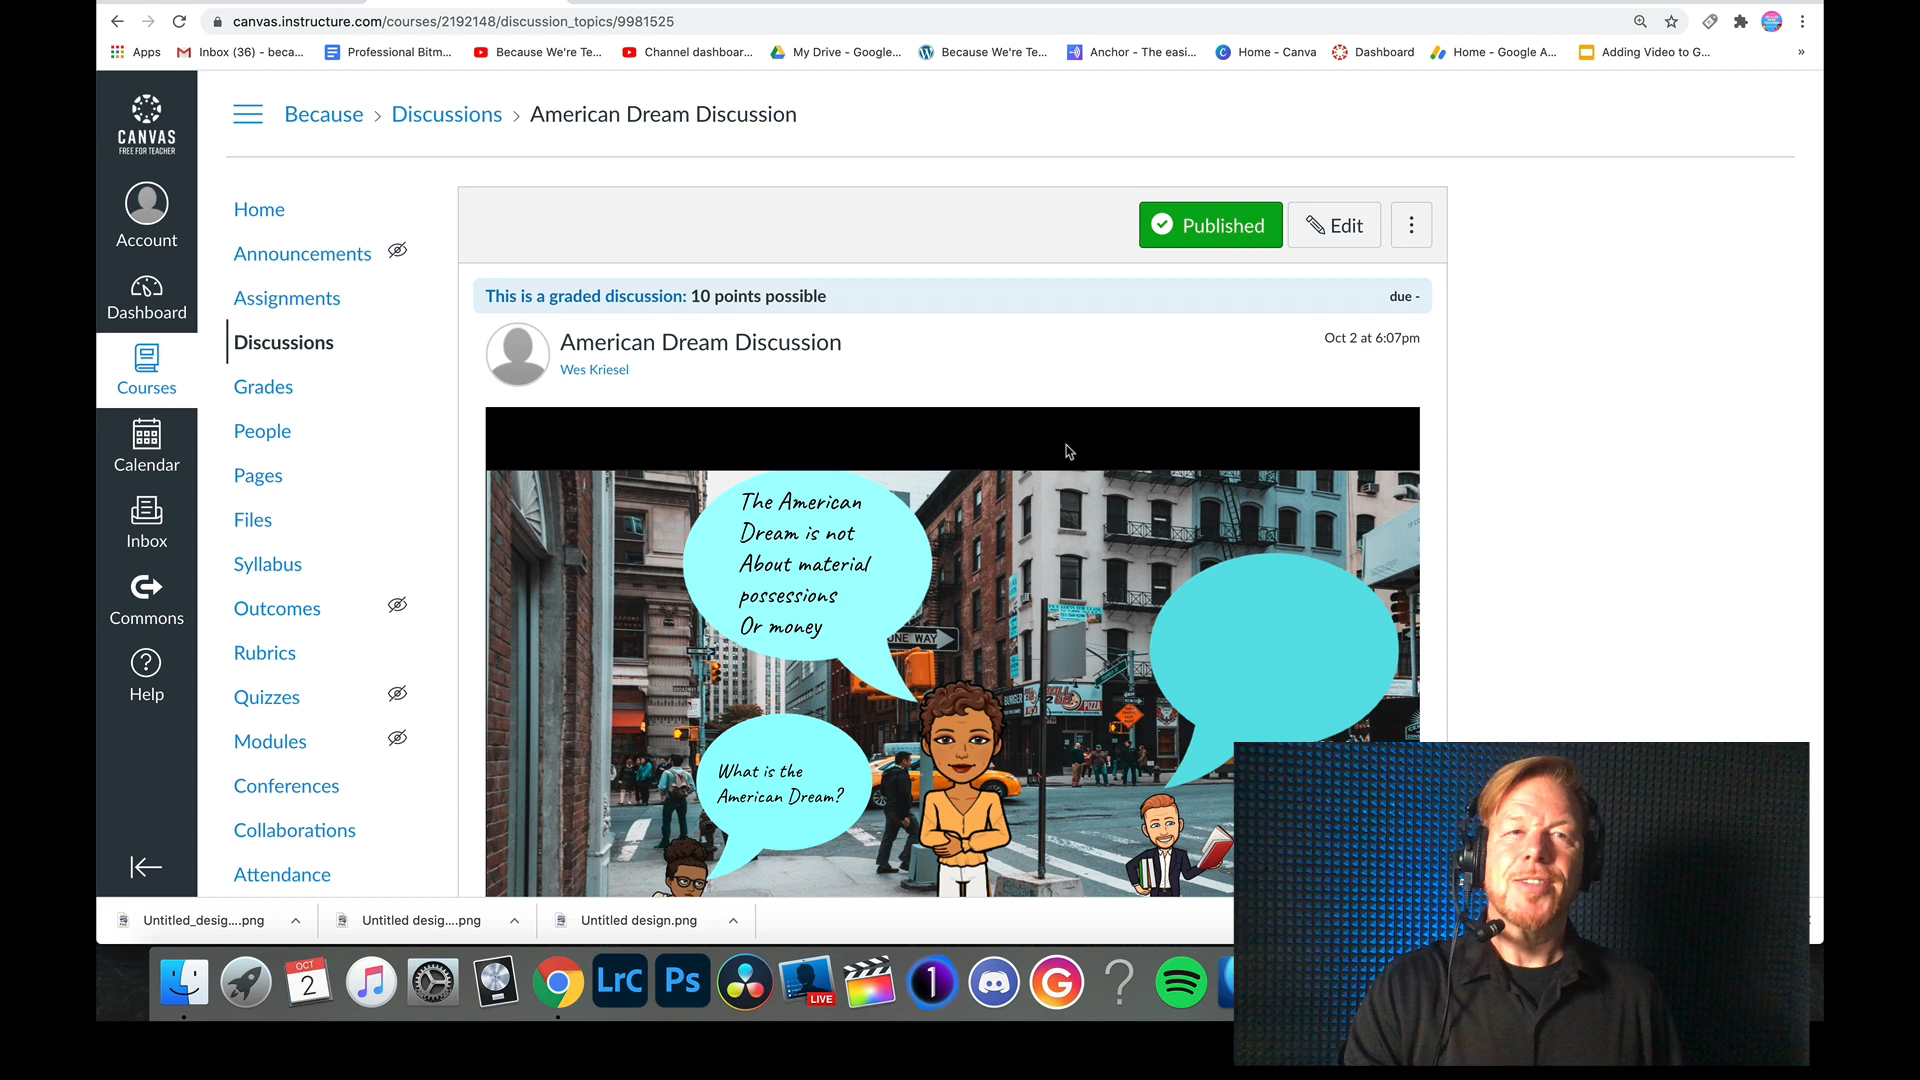 canvas.instructure.com/courses/2192148/discussion_topics/9981525
Apps
Inbox (36) - beca...
Professional Bitm...
Because We're Te...
Channel dashboar...
My Drive - Google...
Because We're Te...
Anchor - The easi...
Home - Canva
Dashboard
Home - Google A...
Adding Video to G...
»
CANVAS
FREE FOR TEACHER
Account
Dashboard
Courses
Calendar
Inbox
Commons
Help
Because › Discussions › American Dream Discussion
Home
Announcements
Assignments
Discussions
Grades
People
Pages
Files
Syllabus
Outcomes
Rubrics
Quizzes
Modules
Conferences
Collaborations
Attendance
Published
Edit
This is a graded discussion: 10 points possible
due -
American Dream Discussion
Oct 2 at 6:07pm
Wes Kriesel
The American
Dream is not
About material
possessions
Or money
ONE WAY
BURGER
PIZZA
What is the
American Dream?
Untitled_desig....png
Untitled desig....png
Untitled design.png
OCT
2
LrC
Ps
LIVE
1
G
?